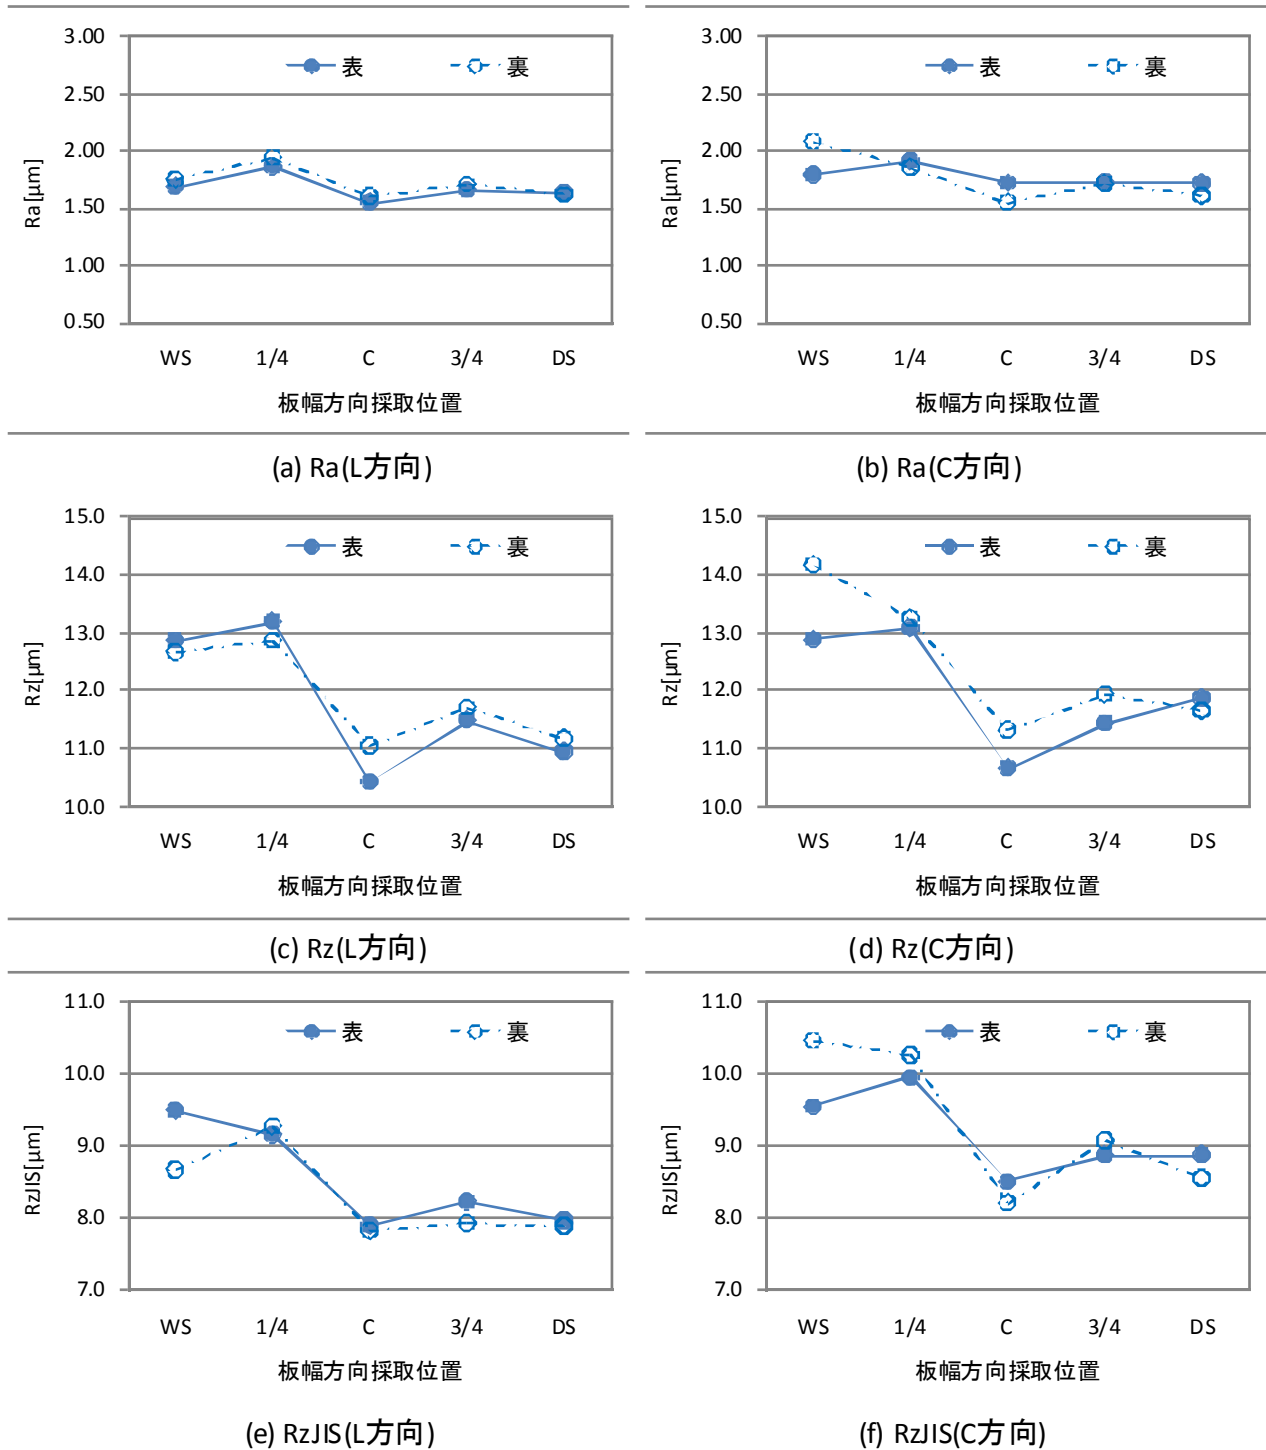 3.00
2.50
2.00
1.50
1.00
0.50
Ra[μm]
表 裏
WS 1/4 C 3/4 DS
板幅方向採取位置
(a) Ra(L方向)
3.00
2.50
2.00
1.50
1.00
0.50
Ra[μm]
表 裏
WS 1/4 C 3/4 DS
板幅方向採取位置
(b) Ra(C方向)
15.0
14.0
13.0
12.0
11.0
10.0
Rz[μm]
表 裏
WS 1/4 C 3/4 DS
板幅方向採取位置
(c) Rz(L方向)
15.0
14.0
13.0
12.0
11.0
10.0
Rz[μm]
表 裏
WS 1/4 C 3/4 DS
板幅方向採取位置
(d) Rz(C方向)
11.0
10.0
9.0
8.0
7.0
RzJIS[μm]
表 裏
WS 1/4 C 3/4 DS
板幅方向採取位置
(e) RzJIS(L方向)
11.0
10.0
9.0
8.0
7.0
RzJIS[μm]
表 裏
WS 1/4 C 3/4 DS
板幅方向採取位置
(f) RzJIS(C方向)